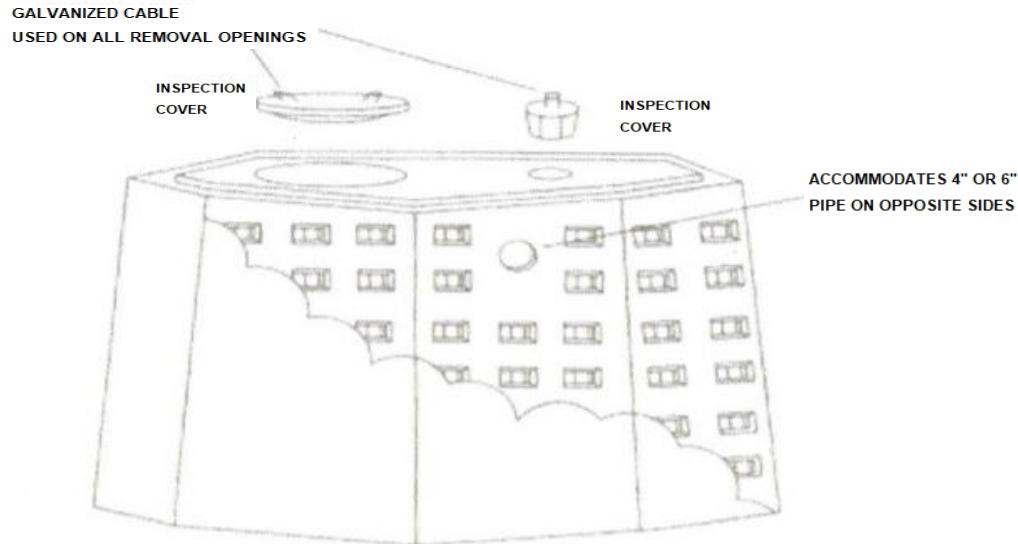 GALVANIZED CABLE
USED ON ALL REMOVAL OPENINGS
INSPECTION
COVER
INSPECTION
COVER
ACCOMMODATES 4" OR 6"
PIPE ON OPPOSITE SIDES